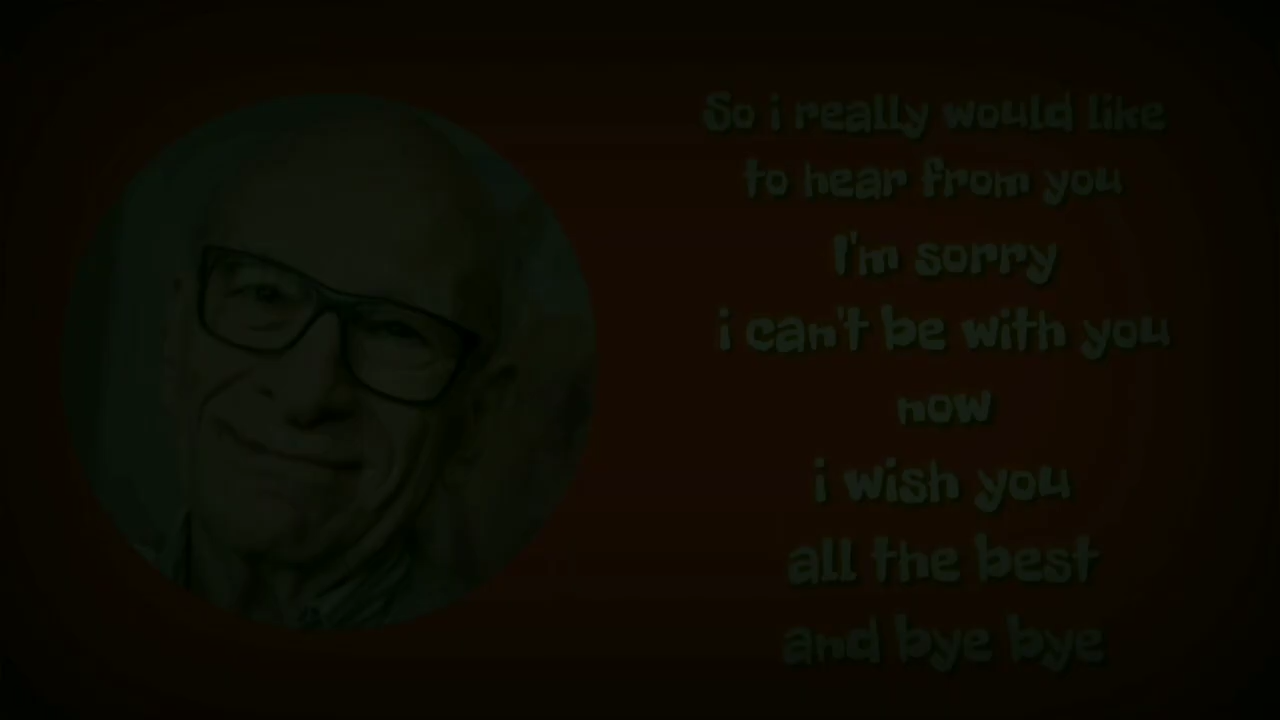 So i really would like
to hear from you
I'm sorry
i can't be with you
now
i wish you
all the best
and bye bye